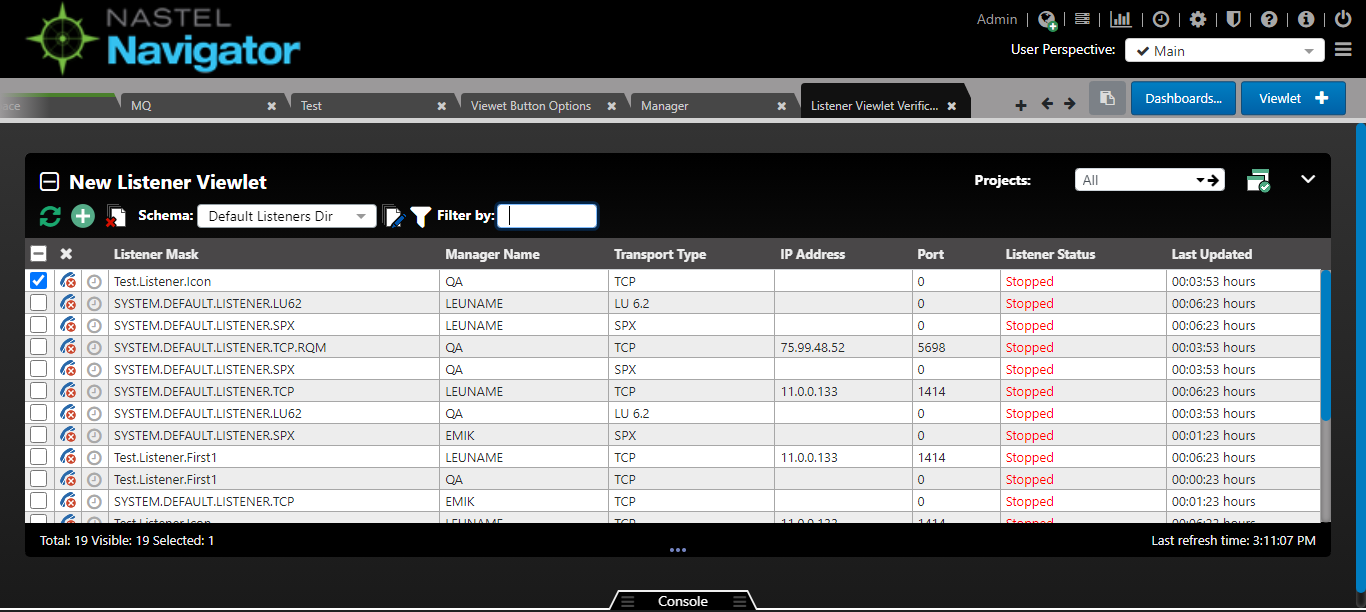 NASTEL
Navigator
Admin
User Perspective: Main
ace MQ Test Viewet Button Options Manager Listener Viewlet Verific... Dashboards... Viewlet
New Listener Viewlet Projects: All
Schema: Default Listeners Dir Filter by:
Listener Mask Manager Name Transport Type IP Address Port Listener Status Last Updated
Test.Listener.Icon QA TCP 0 Stopped 00:03:53 hours
SYSTEM.DEFAULT.LISTENER.LU62 LEUNAME LU 6.2 0 Stopped 00:06:23 hours
SYSTEM.DEFAULT.LISTENER.SPX LEUNAME SPX 0 Stopped 00:06:23 hours
SYSTEM.DEFAULT.LISTENER.TCP.RQM QA TCP 75.99.48.52 5698 Stopped 00:03:53 hours
SYSTEM.DEFAULT.LISTENER.SPX QA SPX 0 Stopped 00:03:53 hours
SYSTEM.DEFAULT.LISTENER.TCP LEUNAME TCP 11.0.0.133 1414 Stopped 00:06:23 hours
SYSTEM.DEFAULT.LISTENER.LU62 QA LU 6.2 0 Stopped 00:03:53 hours
SYSTEM.DEFAULT.LISTENER.SPX EMIK SPX 0 Stopped 00:01:23 hours
Test.Listener.First1 LEUNAME TCP 11.0.0.133 1414 Stopped 00:06:23 hours
Test.Listener.First1 QA TCP 0 Stopped 00:00:23 hours
SYSTEM.DEFAULT.LISTENER.TCP EMIK TCP 0 Stopped 00:01:23 hours
Test.Listener.Icon LEUNAME TCP 11.0.0.133 1414 Stopped 00:06:23 hours
Total: 19 Visible: 19 Selected: 1 Last refresh time: 3:11:07 PM
Console